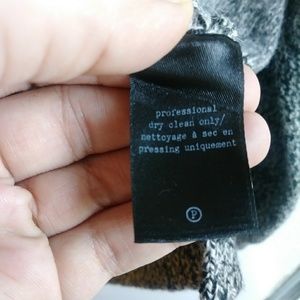 professional
dry clean only/
nettoyage à sec en
pressing uniquement
P